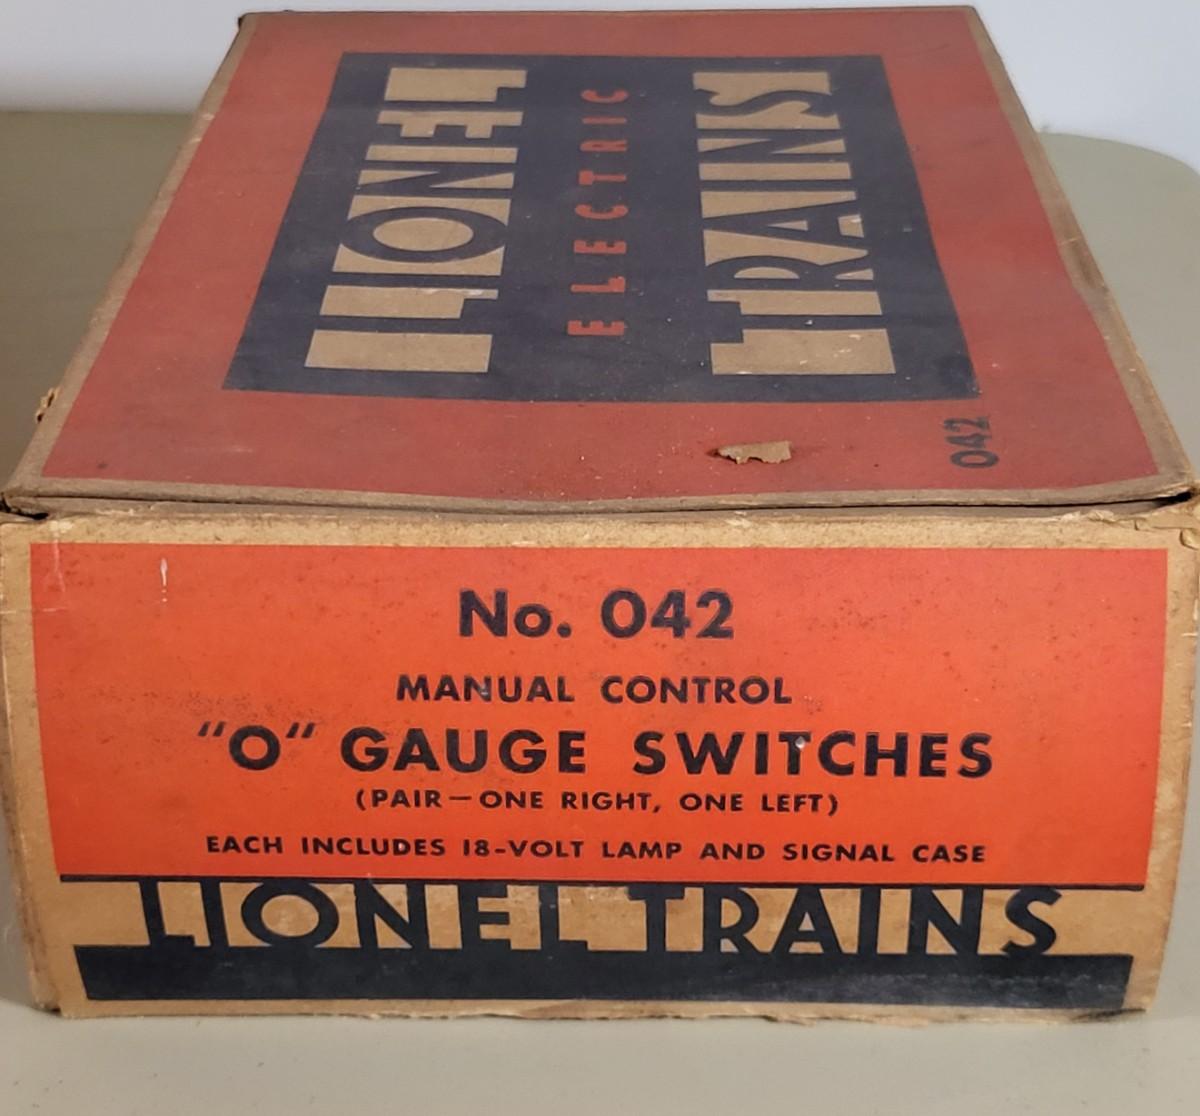 LIONEL
ELECTRIC
TRAINS
042
No. 042
MANUAL CONTROL
"O" GAUGE SWITCHES
(PAIR—ONE RIGHT, ONE LEFT)
EACH INCLUDES 18-VOLT LAMP AND SIGNAL CASE
LIONEL TRAINS